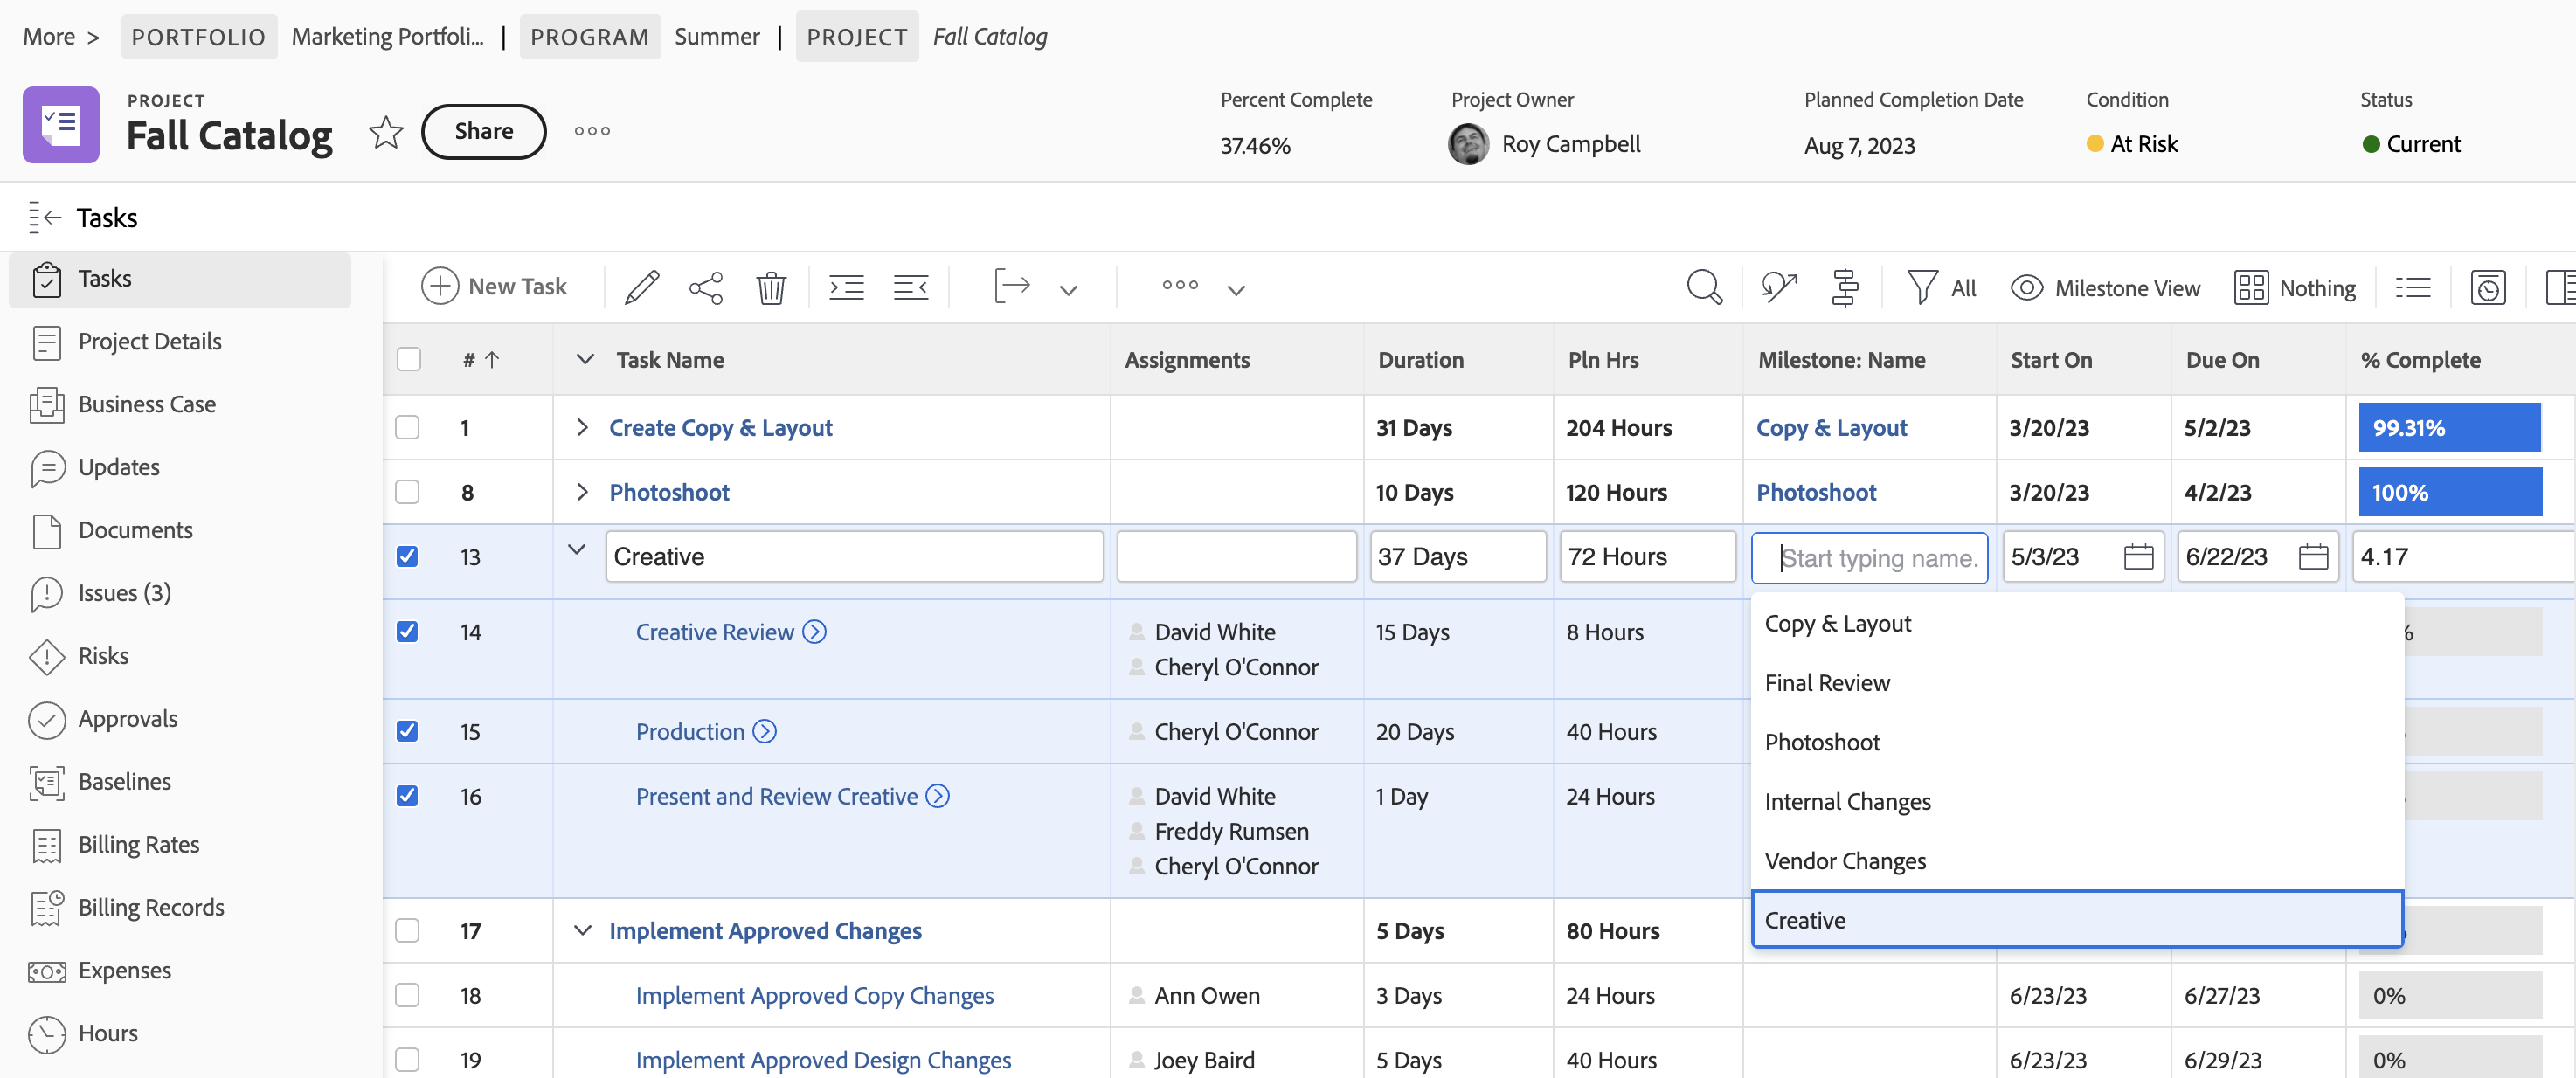 More > PORTFOLIO Marketing Portfoli... | PROGRAM Summer | PROJECT Fall Catalog
PROJECT
Fall Catalog
Share
Percent Complete
37.46%
Project Owner
Roy Campbell
Planned Completion Date
Aug 7, 2023
Condition
At Risk
Status
Current
Tasks
Tasks
Project Details
Business Case
Updates
Documents
Issues (3)
Risks
Approvals
Baselines
Billing Rates
Billing Records
Expenses
Hours
New Task All Milestone View Nothing
# Task Name Assignments Duration Pln Hrs Milestone: Name Start On Due On % Complete
1 Create Copy & Layout 31 Days 204 Hours Copy & Layout 3/20/23 5/2/23 99.31%
8 Photoshoot 10 Days 120 Hours Photoshoot 3/20/23 4/2/23 100%
13 Creative 37 Days 72 Hours Start typing name. 5/3/23 6/22/23 4.17
14 Creative Review David White 15 Days 8 Hours %
Cheryl O'Connor
15 Production Cheryl O'Connor 20 Days 40 Hours
16 Present and Review Creative David White 1 Day 24 Hours
Freddy Rumsen
Cheryl O'Connor
17 Implement Approved Changes 5 Days 80 Hours
18 Implement Approved Copy Changes Ann Owen 3 Days 24 Hours 6/23/23 6/27/23 0%
19 Implement Approved Design Changes Joey Baird 5 Days 40 Hours 6/23/23 6/29/23 0%
Copy & Layout
Final Review
Photoshoot
Internal Changes
Vendor Changes
Creative